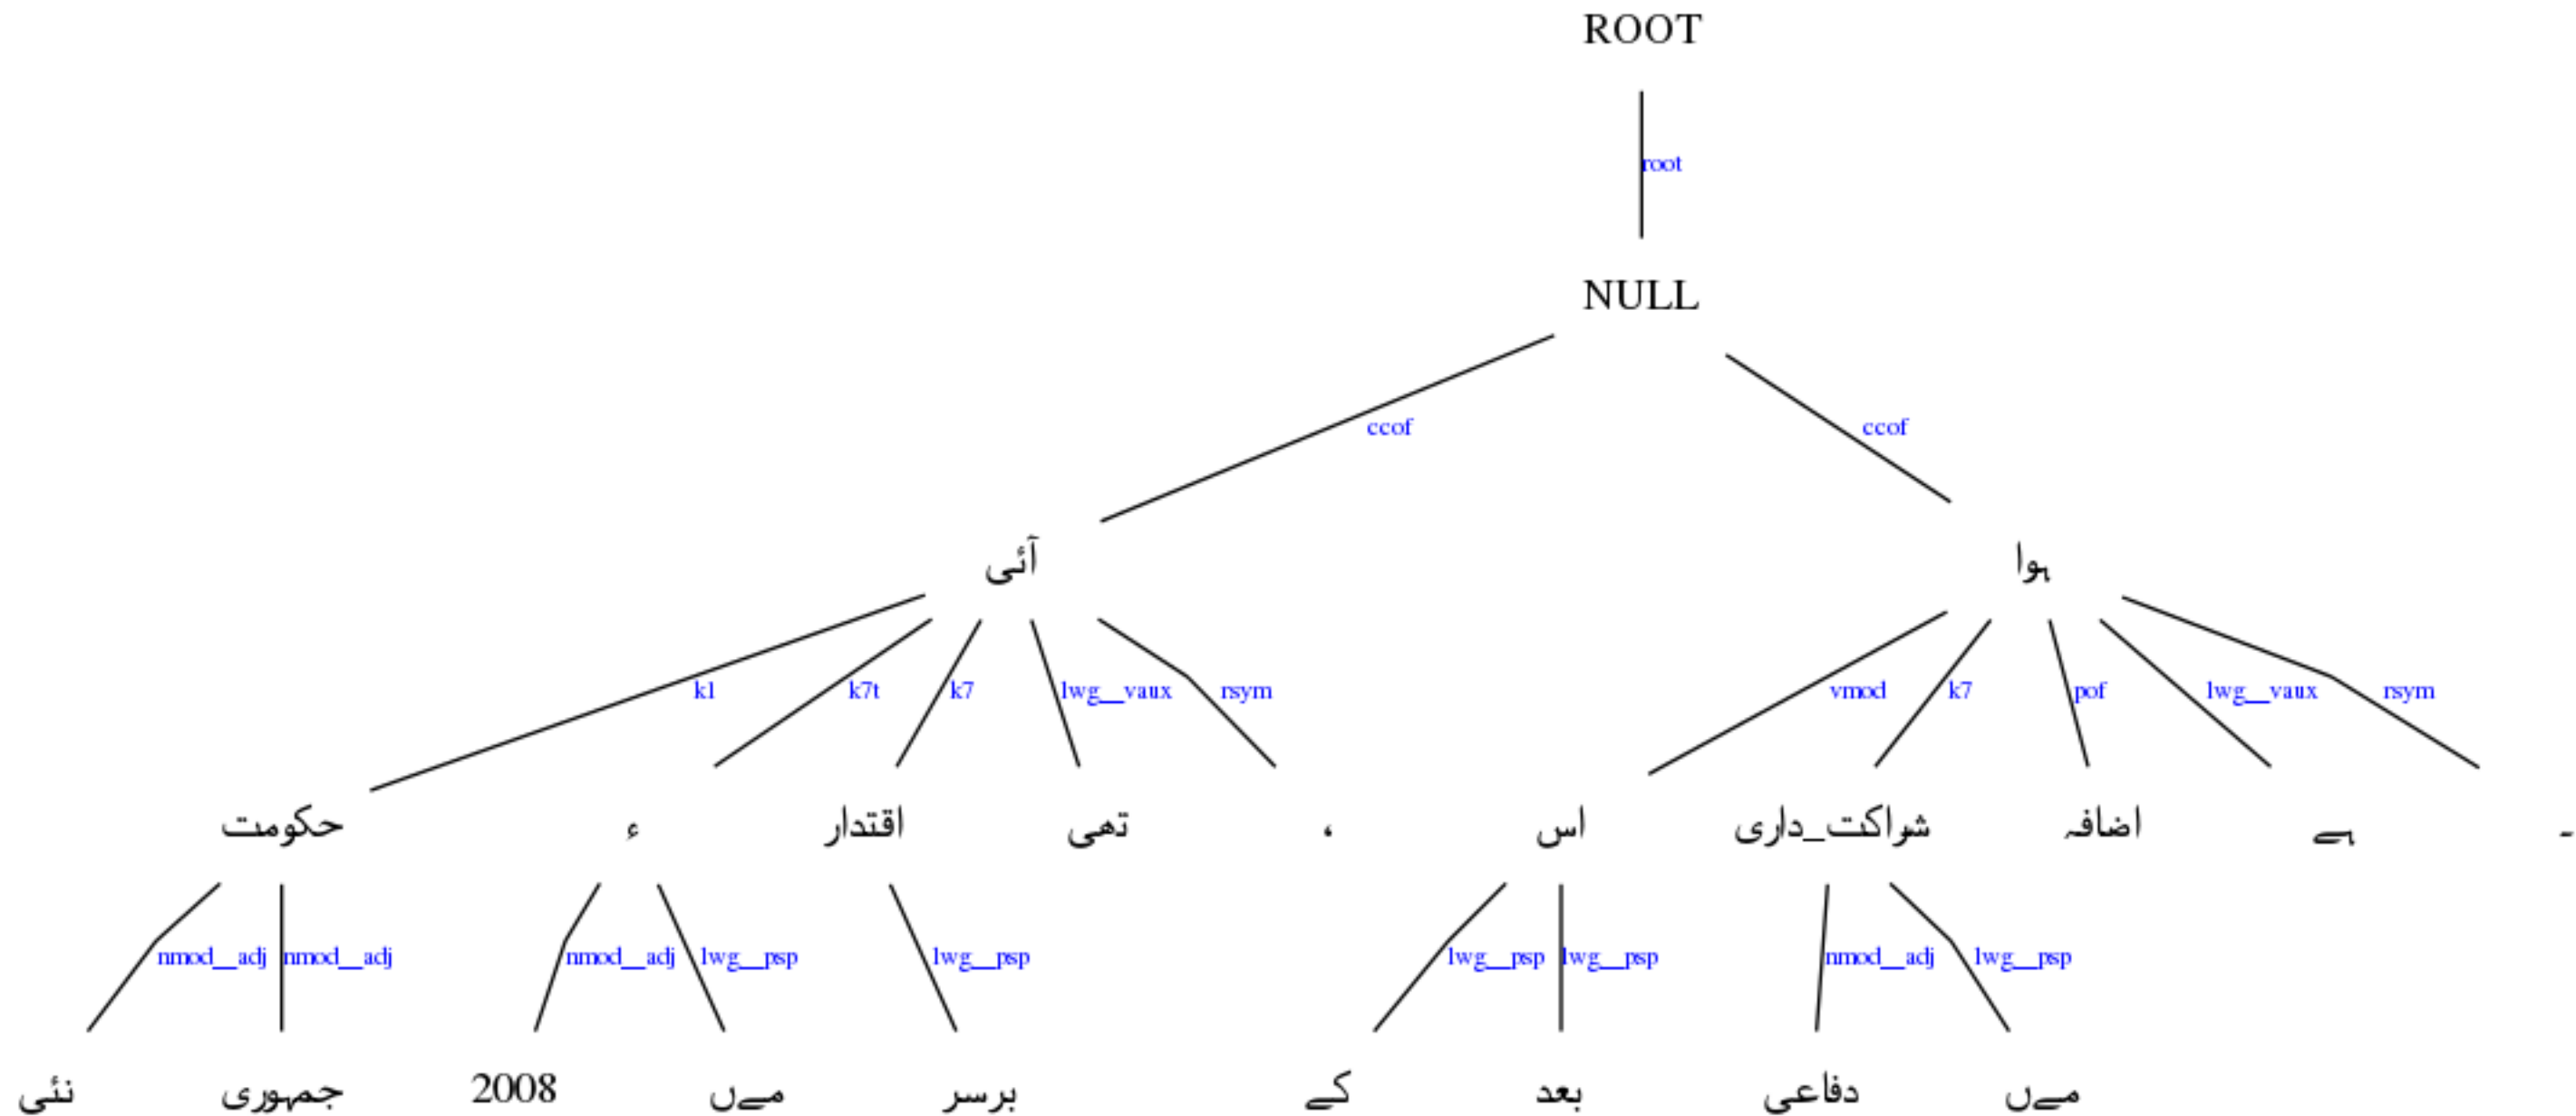 ROOT
root
NULL
ccof ccof
آئی ہوا
k1 k7t k7 lwg__vaux rsym vmod k7 pof lwg__vaux rsym
حکومت ء اقتدار تھی ، اس شراکت_داری اضافہ ہے ۔
nmod__adj nmod__adj nmod__adj lwg__psp lwg__psp lwg__psp lwg__psp nmod__adj lwg__psp
نئی جمہوری 2008 مےں برسر کے بعد دفاعی مےں